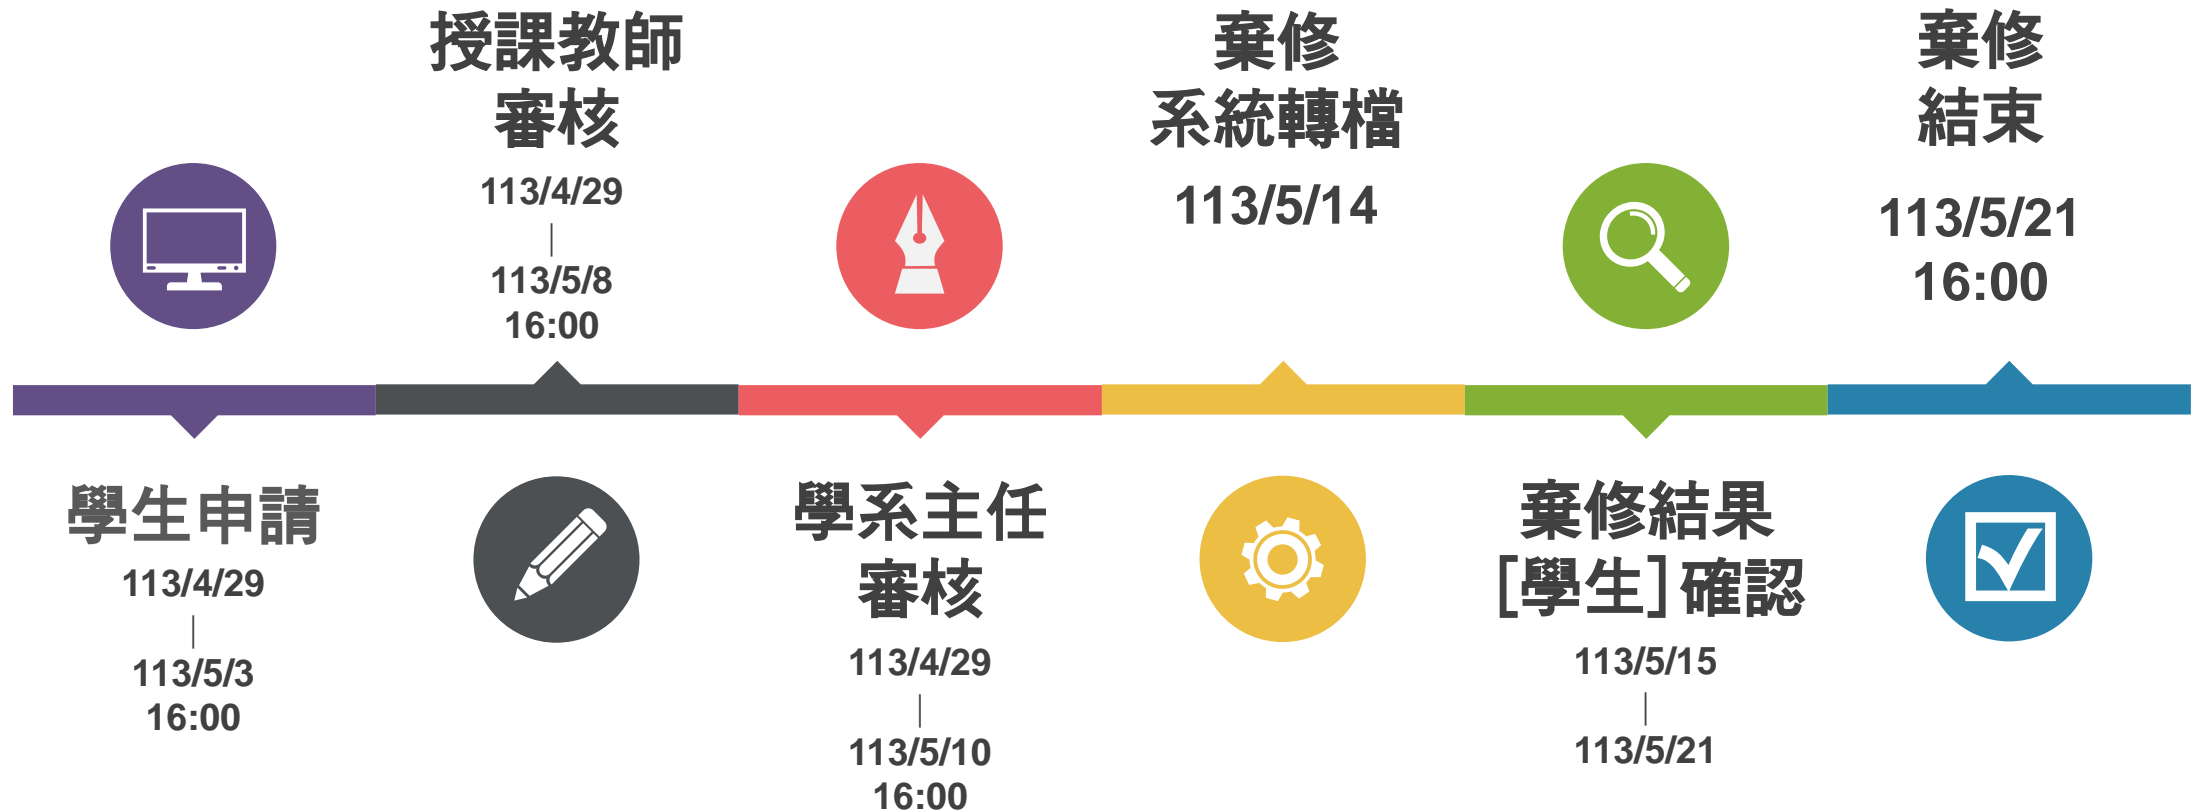 學生申請
113/4/29
|
113/5/3
16:00
授課教師
審核
113/4/29
|
113/5/8
16:00
學系主任
審核
113/4/29
|
113/5/10
16:00
棄修
系統轉檔
113/5/14
棄修結果
[學生]確認
113/5/15
|
113/5/21
棄修
結束
113/5/21
16:00